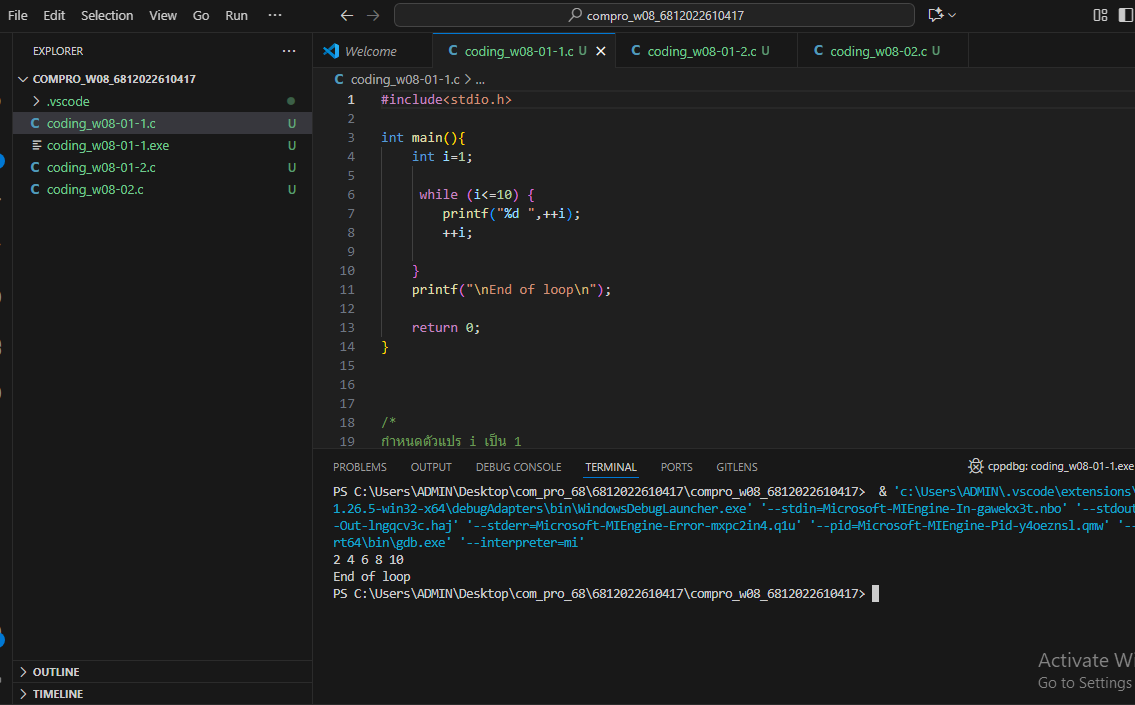 File Edit Selection View Go Run ··· compro_w08_6812022610417
EXPLORER ···
COMPRO_W08_6812022610417
.vscode
coding_w08-01-1.c U
coding_w08-01-1.exe U
coding_w08-01-2.c U
coding_w08-02.c U
OUTLINE
TIMELINE
Welcome C coding_w08-01-1.c U × C coding_w08-01-2.c U C coding_w08-02.c U
C coding_w08-01-1.c > ...
1 #include<stdio.h>
2
3 int main(){
4 int i=1;
5
6 while (i<=10) {
7 printf("%d ",++i);
8 ++i;
9
10 }
11 printf("\nEnd of loop\n");
12
13 return 0;
14 }
15
16
17
18 /*
19 กำหนดตัวแปร i เป็น 1
PROBLEMS OUTPUT DEBUG CONSOLE TERMINAL PORTS GITLENS cppdbg: coding_w08-01-1.exe
PS C:\Users\ADMIN\Desktop\com_pro_68\6812022610417\compro_w08_6812022610417> & 'c:\Users\ADMIN\.vscode\extensions\
1.26.5-win32-x64\debugAdapters\bin\WindowsDebugLauncher.exe' '--stdin=Microsoft-MIEngine-In-gawekx3t.nbo' '--stdout
-Out-lngqcv3c.haj' '--stderr=Microsoft-MIEngine-Error-mxpc2in4.q1u' '--pid=Microsoft-MIEngine-Pid-y4oeznsl.qmw' '--
rt64\bin\gdb.exe' '--interpreter=mi'
2 4 6 8 10
End of loop
PS C:\Users\ADMIN\Desktop\com_pro_68\6812022610417\compro_w08_6812022610417>
Activate Wi
Go to Settings